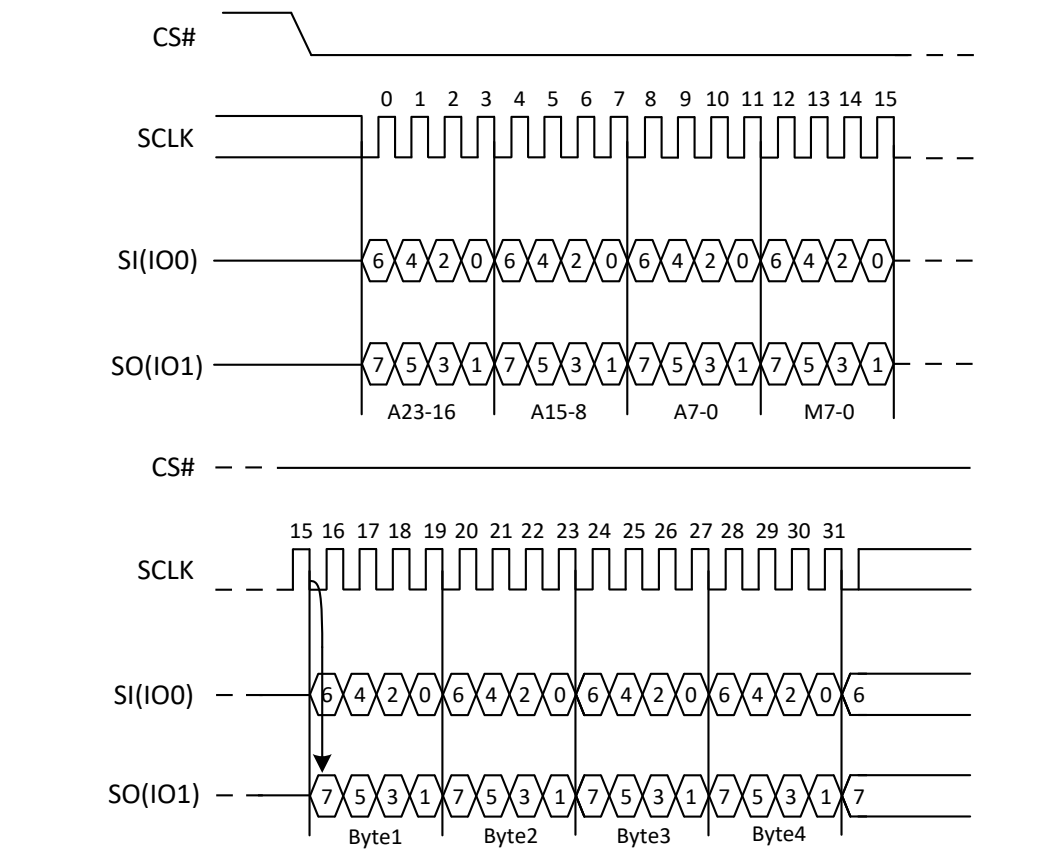 CS#
0 1 2 3 4 5 6 7 8 9 10 11 12 13 14 15
SCLK
SI(IO0) 6 4 2 0 6 4 2 0 6 4 2 0 6 4 2 0
SO(IO1) 7 5 3 1 7 5 3 1 7 5 3 1 7 5 3 1
A23-16 A15-8 A7-0 M7-0
CS#
15 16 17 18 19 20 21 22 23 24 25 26 27 28 29 30 31
SCLK
SI(IO0) 6 4 2 0 6 4 2 0 6 4 2 0 6 4 2 0 6
SO(IO1) 7 5 3 1 7 5 3 1 7 5 3 1 7 5 3 1 7
Byte1 Byte2 Byte3 Byte4